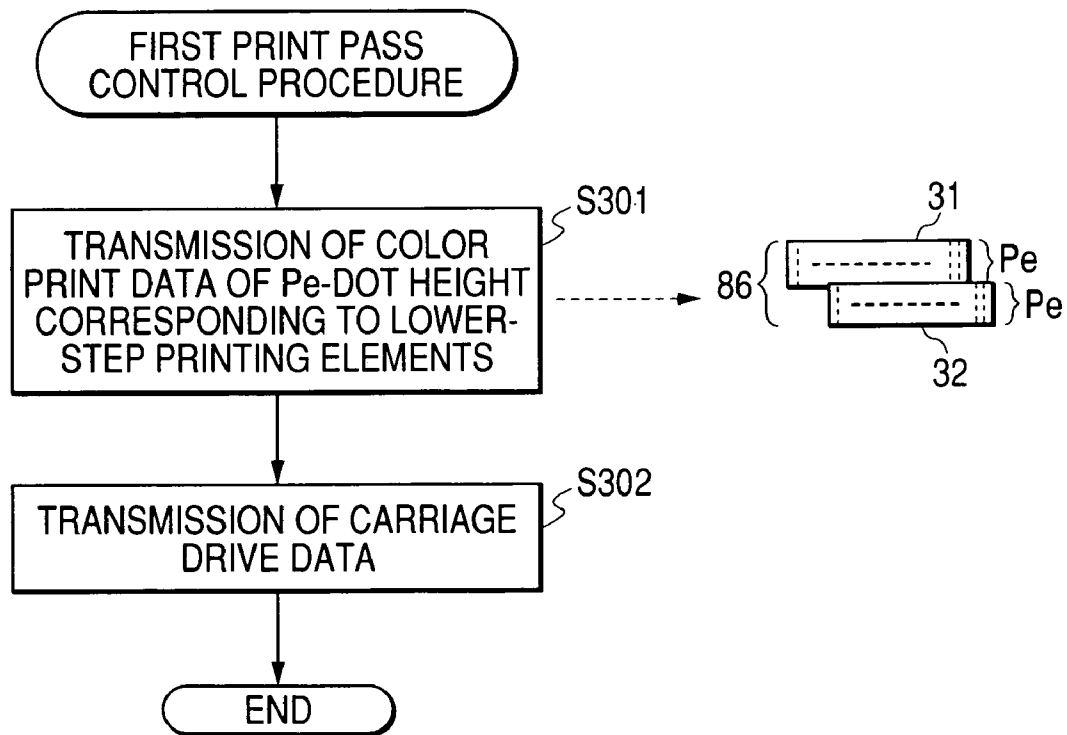 FIRST PRINT PASS
CONTROL PROCEDURE
S301
TRANSMISSION OF COLOR
PRINT DATA OF Pe-DOT HEIGHT
CORRESPONDING TO LOWER-
STEP PRINTING ELEMENTS
31
86
Pe
Pe
32
S302
TRANSMISSION OF CARRIAGE
DRIVE DATA
END